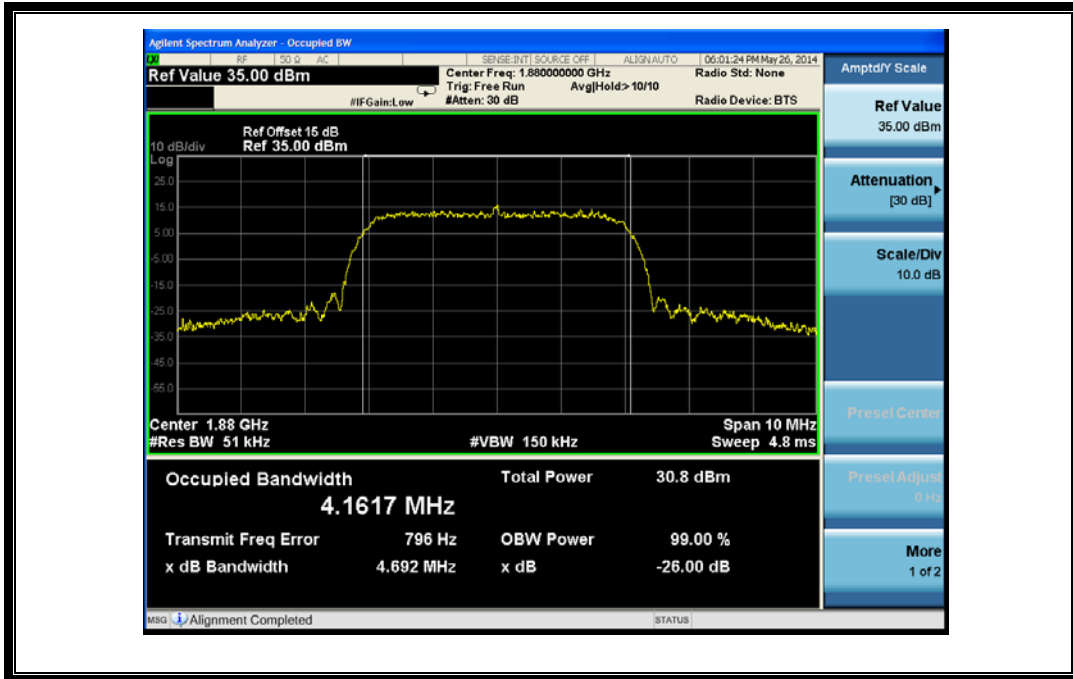 Agilent Spectrum Analyzer - Occupied BW
RF 50 Ω AC SENSE:INT SOURCE OFF ALIGNAUTO 06:01:24 PM May 26, 2014
Ref Value 35.00 dBm
Center Freq: 1.880000000 GHz
Radio Std: None
Trig: Free Run Avg|Hold:> 10/10
#IFGain:Low
#Atten: 30 dB
Radio Device: BTS
Ref Offset 15 dB
10 dB/div Ref 35.00 dBm
Log
25.0
15.0
5.00
-5.00
-15.0
-25.0
-35.0
-45.0
-55.0
Center 1.88 GHz
Span 10 MHz
#Res BW 51 kHz
#VBW 150 kHz
Sweep 4.8 ms
Occupied Bandwidth
4.1617 MHz
Total Power 30.8 dBm
Transmit Freq Error 796 Hz
OBW Power 99.00 %
x dB Bandwidth 4.692 MHz
x dB -26.00 dB
MSG Alignment Completed
STATUS
Amptd/Y Scale
Ref Value
35.00 dBm
Attenuation
[30 dB]
Scale/Div
10.0 dB
Presel Center
Presel Adjust
0 Hz
More
1 of 2